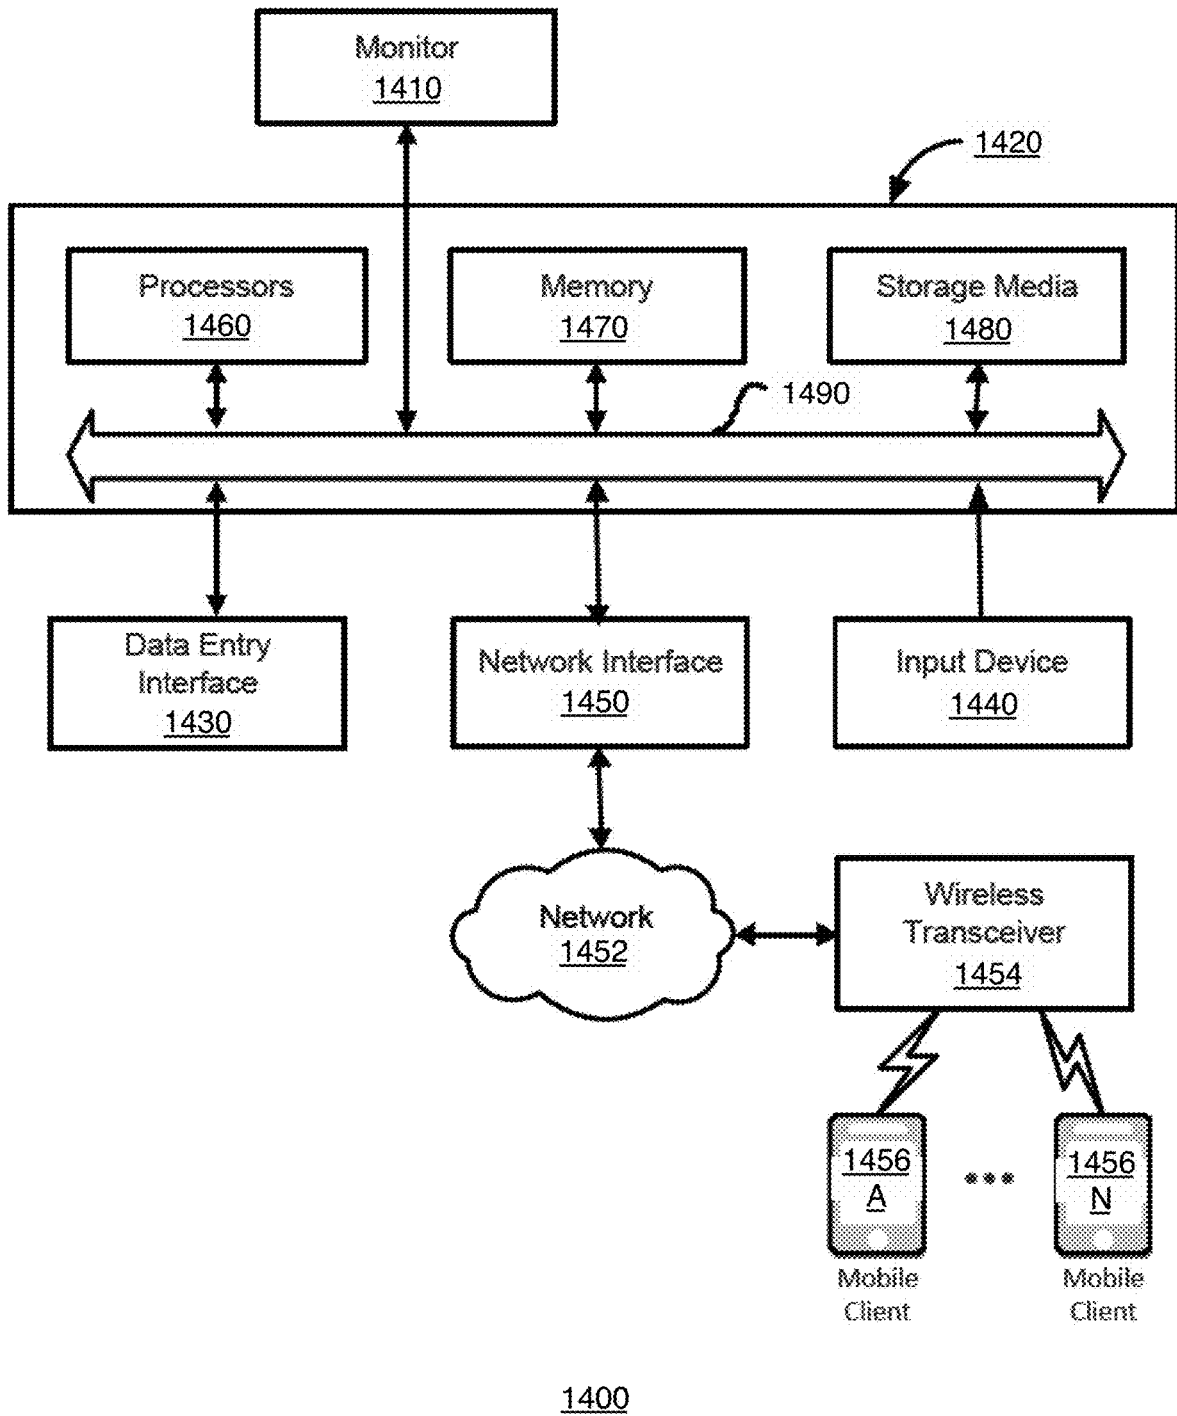 Monitor
1410
1420
Processors
1460
Memory
1470
Storage Media
1480
1490
Data Entry
Interface
1430
Network Interface
1450
Input Device
1440
Network
1452
Wireless
Transceiver
1454
1456
A
1456
N
Mobile
Client
Mobile
Client
1400